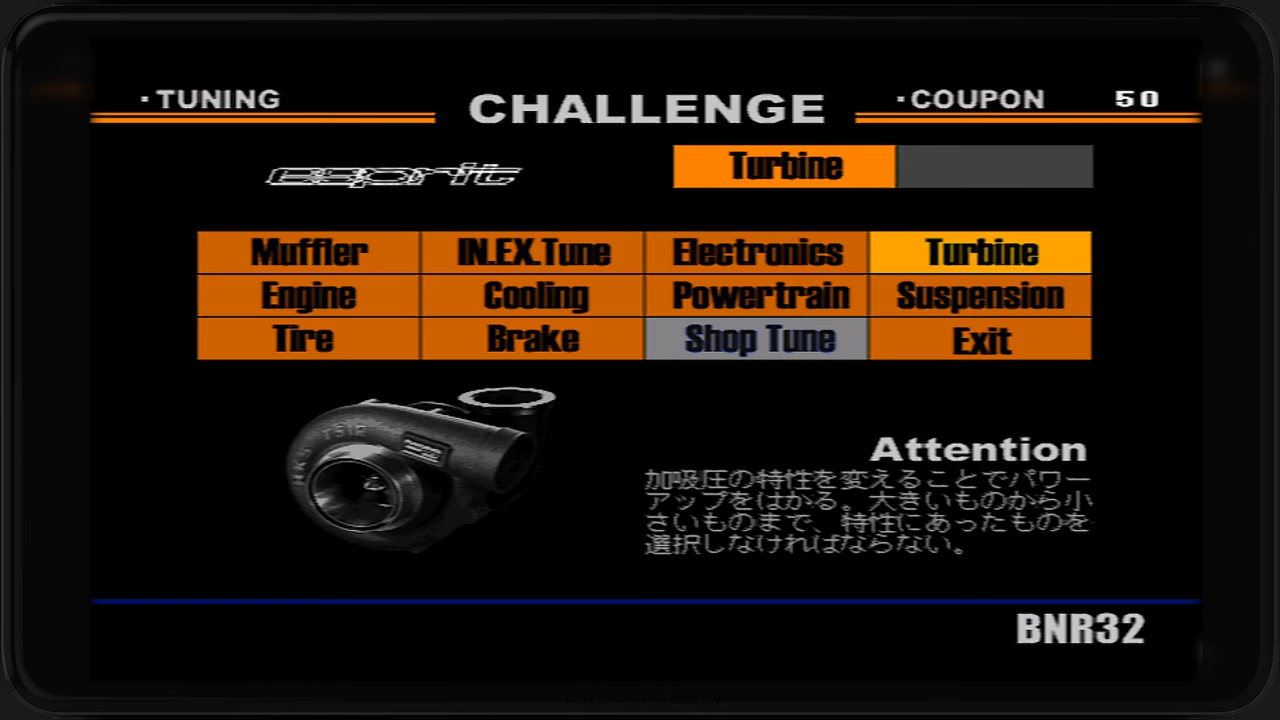 ·TUNING
CHALLENGE
·COUPON 50
esprit
Turbine
Muffler IN.EX.Tune Electronics Turbine
Engine Cooling Powertrain Suspension
Tire Brake Shop Tune Exit
HKS T51R
Attention
加吸圧の特性を変えることでパワー
アップをはかる。大きいものから小
さいものまで、特性にあったものを
選択しなければならない。
BNR32